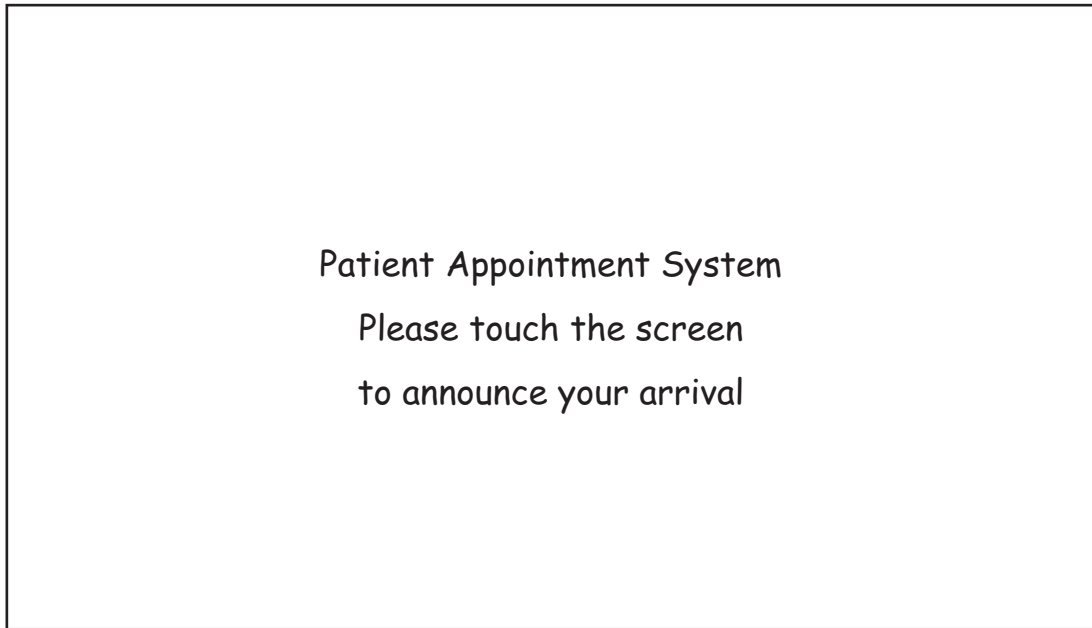 Patient Appointment System
Please touch the screen
to announce your arrival